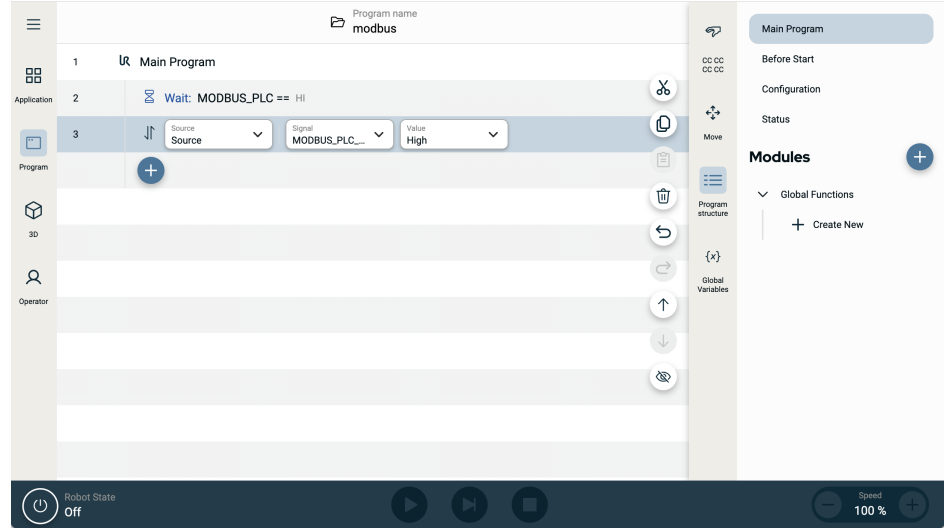 Program name
modbus
Application
Program
3D
Operator
1 Main Program
2 Wait: MODBUS_PLC == HI
3
Source
Source
Signal
MODBUS_PLC_...
Value
High
CC CC
CC CC
Move
Program
structure
{x}
Global
Variables
Main Program
Before Start
Configuration
Status
Modules
Global Functions
Create New
Robot State
Off
Speed
100 %